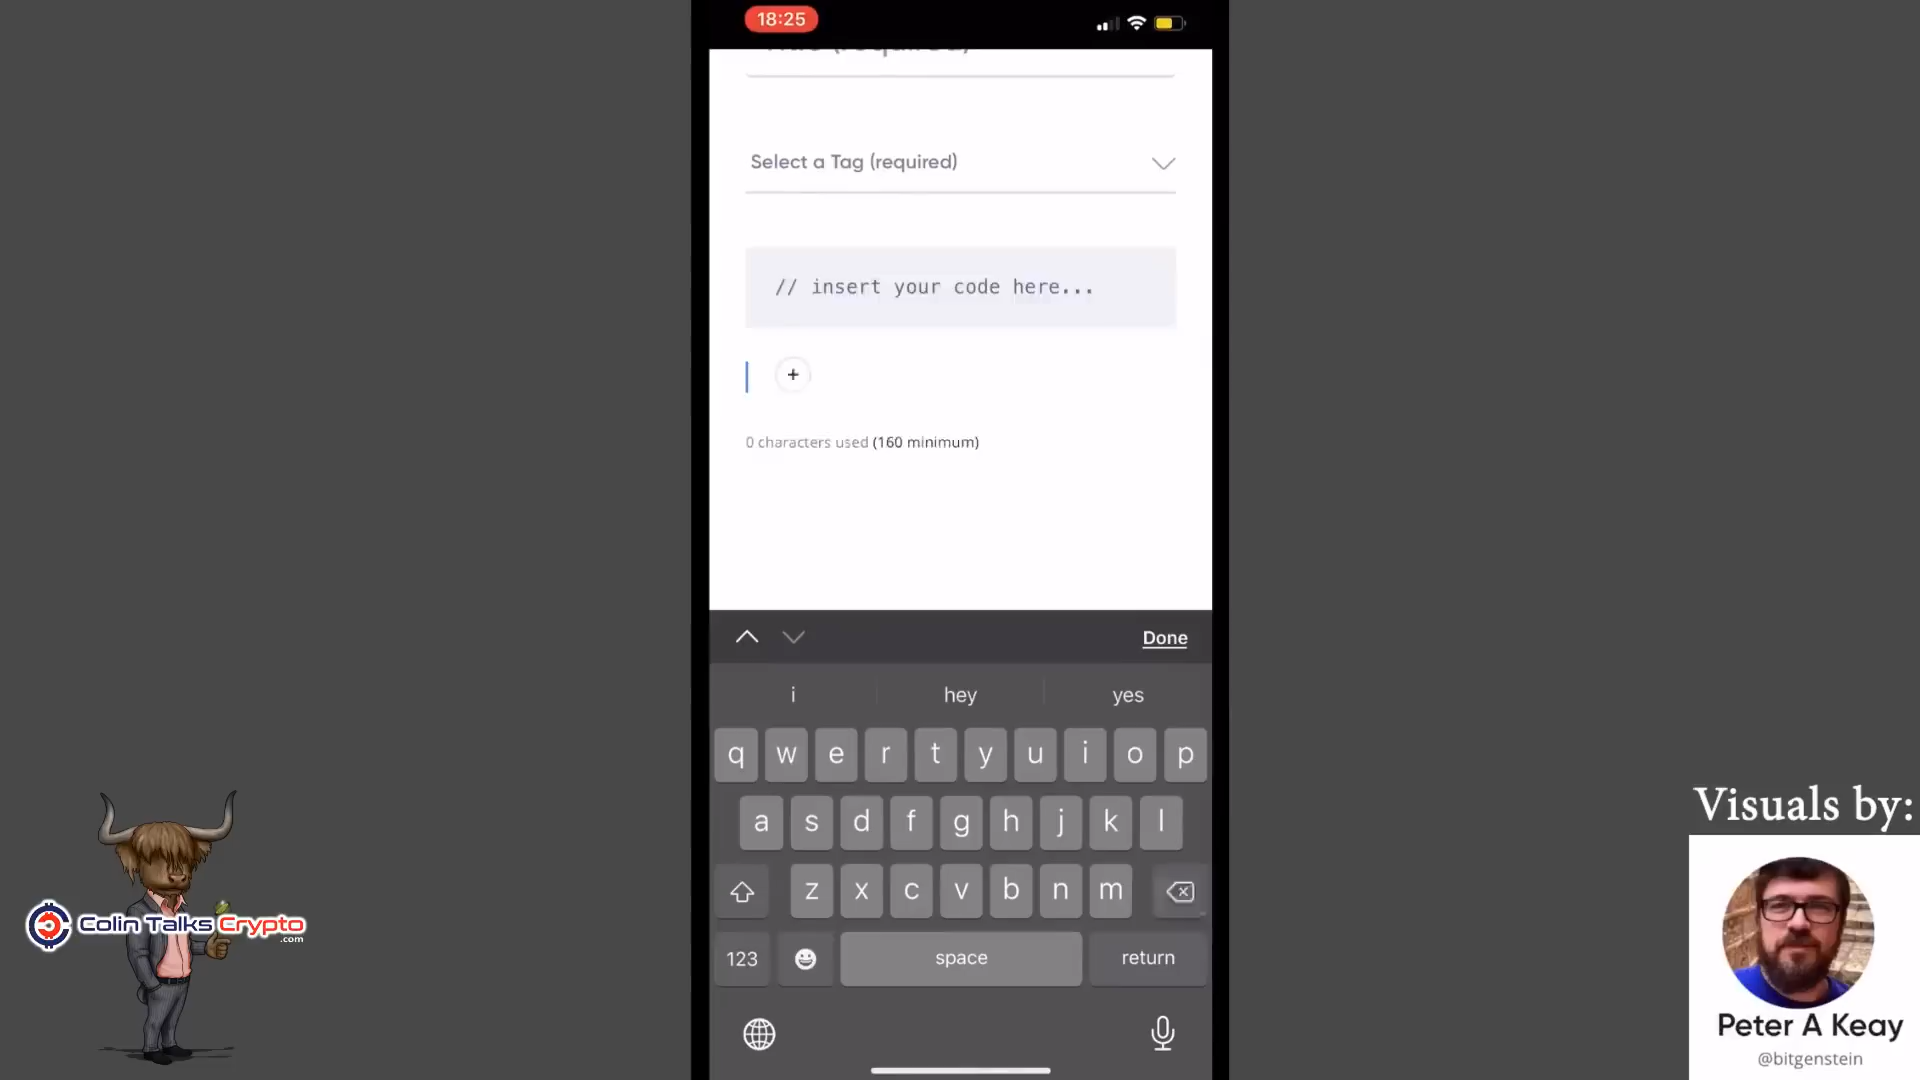 18:25
(required)
Select a Tag (required)
// insert your code here...
+
0 characters used (160 minimum)
Done
i hey yes
q w e r t y u i o p
a s d f g h j k l
z x c v b n m
123 space return
Colin Talks Crypto
.com
Visuals by:
Peter A Keay
@bitgenstein